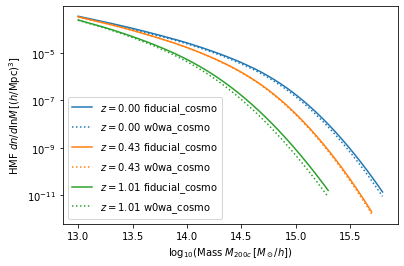 HMF dn/dlnM [(h/Mpc)³]
10⁻⁵
10⁻⁷
10⁻⁹
10⁻¹¹
z = 0.00 fiducial_cosmo
z = 0.00 w0wa_cosmo
z = 0.43 fiducial_cosmo
z = 0.43 w0wa_cosmo
z = 1.01 fiducial_cosmo
z = 1.01 w0wa_cosmo
13.0 13.5 14.0 14.5 15.0 15.5
log₁₀(Mass M₂₀₀c [M⊙/h])